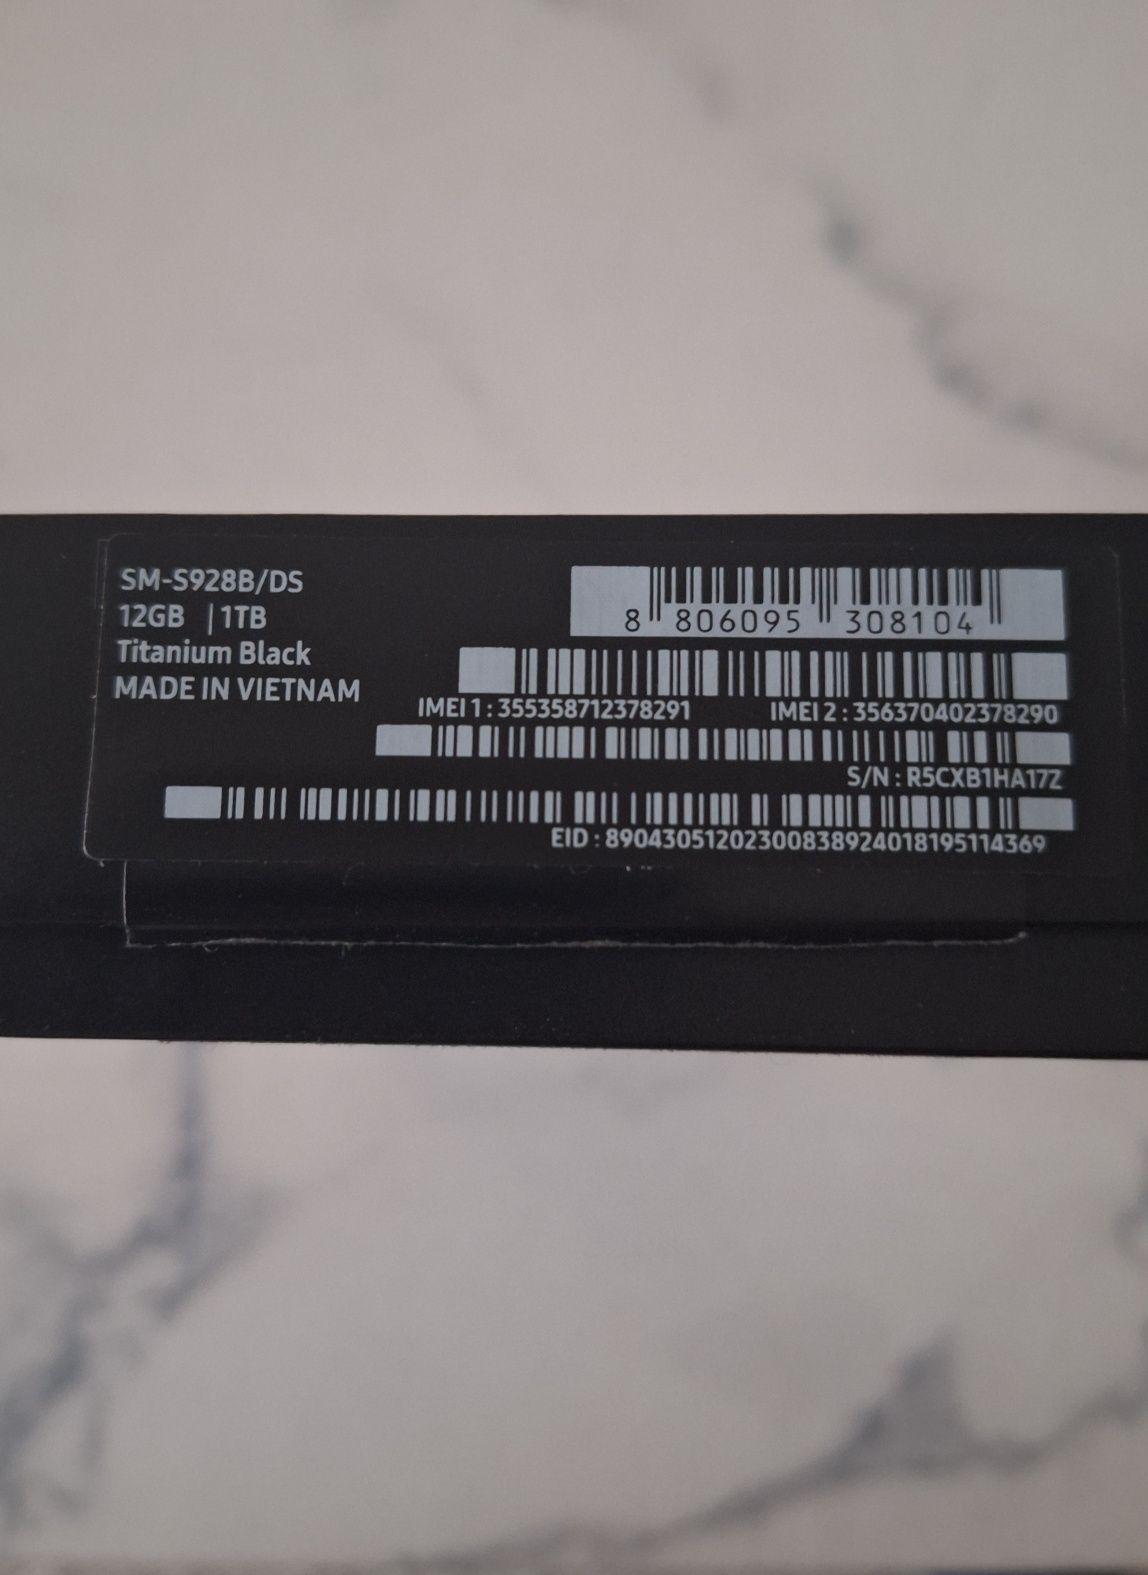 SM-S928B/DS
12GB | 1TB
Titanium Black
MADE IN VIETNAM
8 806095 308104
IMEI 1 : 355358712378291 IMEI 2 : 356370402378290
S/N : R5CXB1HA17Z
EID : 89043051202300838924018195114369